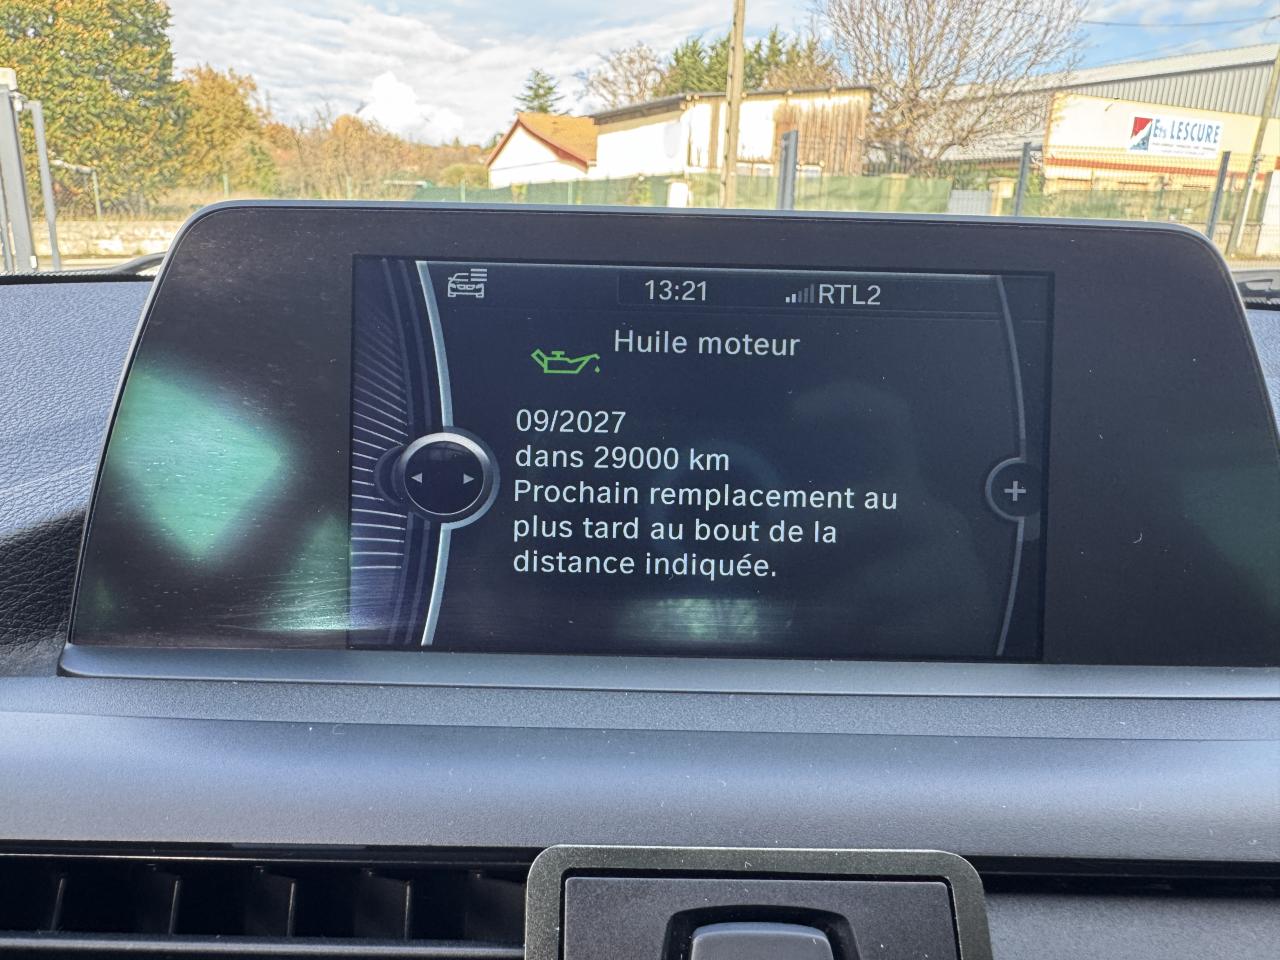 Ets LESCURE
13:21
RTL2
Huile moteur
09/2027
dans 29000 km
Prochain remplacement au
plus tard au bout de la
distance indiquée.